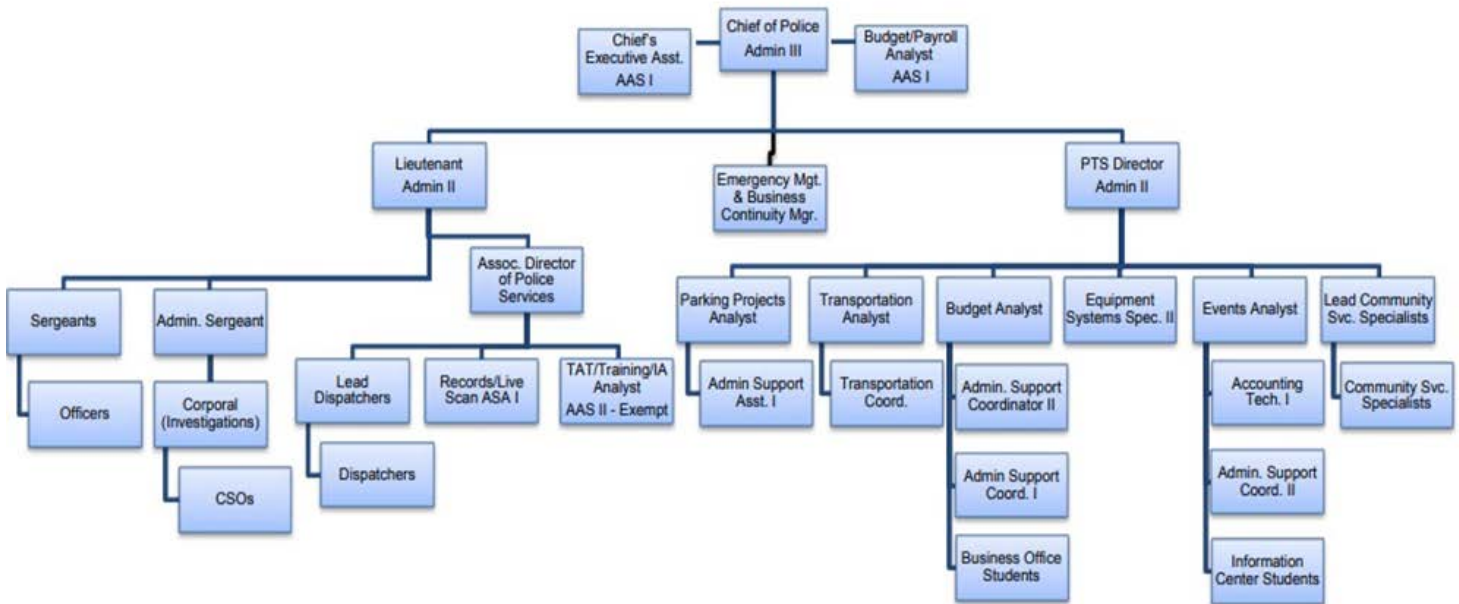 Chief's
Executive Asst.
AAS I
Chief of Police
Admin III
Budget/Payroll
Analyst
AAS I
Lieutenant
Admin II
Emergency Mgt.
& Business
Continuity Mgr.
PTS Director
Admin II
Assoc. Director
of Police
Services
Sergeants
Admin. Sergeant
Parking Projects
Analyst
Transportation
Analyst
Budget Analyst
Equipment
Systems Spec. II
Events Analyst
Lead Community
Svc. Specialists
Officers
Corporal
(Investigations)
Lead
Dispatchers
Records/Live
Scan ASA I
TAT/Training/IA
Analyst
AAS II - Exempt
Admin Support
Asst. I
Transportation
Coord.
Admin. Support
Coordinator II
Accounting
Tech. I
Community Svc.
Specialists
CSOs
Dispatchers
Admin Support
Coord. I
Admin. Support
Coord. II
Business Office
Students
Information
Center Students